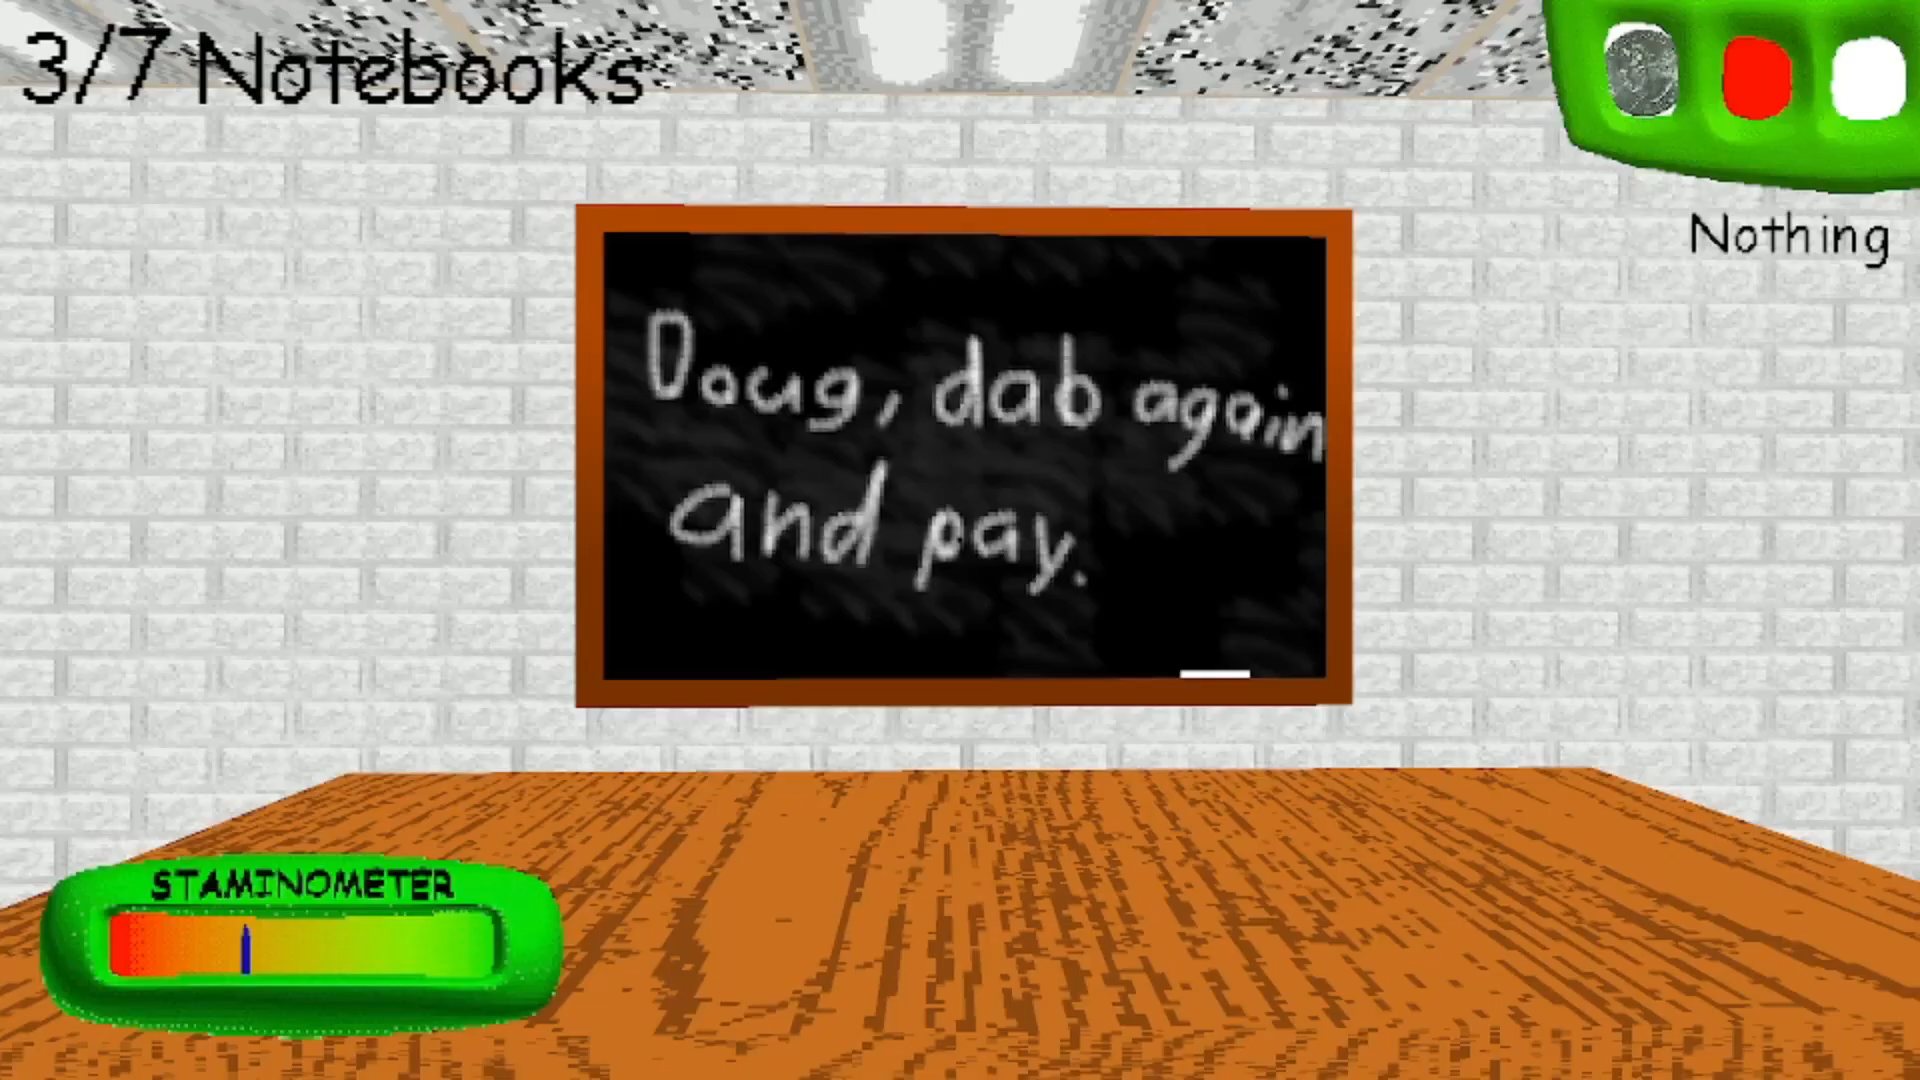 3/7 Notebooks
Nothing
Doug, dab again
and pay.
STAMINOMETER